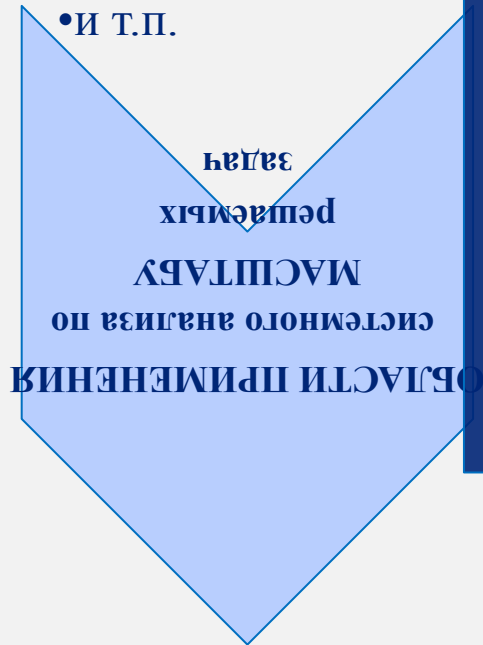 •И Т.П.
ОБЛАСТИ ПРИМЕНЕНИЯ
системного анализа по
МАСШТАБУ
решаемых
задач